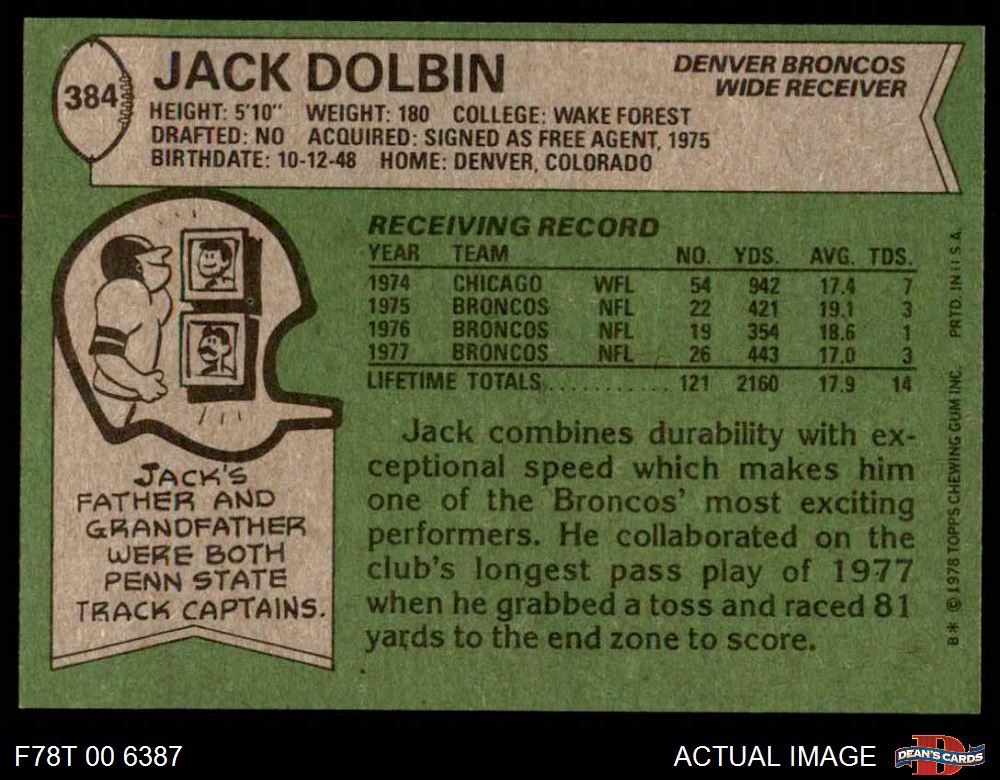 384
JACK DOLBIN
DENVER BRONCOS
WIDE RECEIVER
HEIGHT: 5'10" WEIGHT: 180 COLLEGE: WAKE FOREST
DRAFTED: NO ACQUIRED: SIGNED AS FREE AGENT, 1975
BIRTHDATE: 10-12-48 HOME: DENVER, COLORADO
RECEIVING RECORD
YEAR TEAM NO. YDS. AVG. TDS.
1974 CHICAGO WFL 54 942 17.4 7
1975 BRONCOS NFL 22 421 19.1 3
1976 BRONCOS NFL 19 354 18.6 1
1977 BRONCOS NFL 26 443 17.0 3
LIFETIME TOTALS............ 121 2160 17.9 14
Jack combines durability with ex-
ceptional speed which makes him
one of the Broncos' most exciting
performers. He collaborated on the
club's longest pass play of 1977
when he grabbed a toss and raced 81
yards to the end zone to score.
JACK'S
FATHER AND
GRANDFATHER
WERE BOTH
PENN STATE
TRACK CAPTAINS.
B* © 1978 TOPPS CHEWING GUM INC. PRTD. IN U.S.A.
F78T 00 6387
ACTUAL IMAGE
D
DEAN'S CARDS